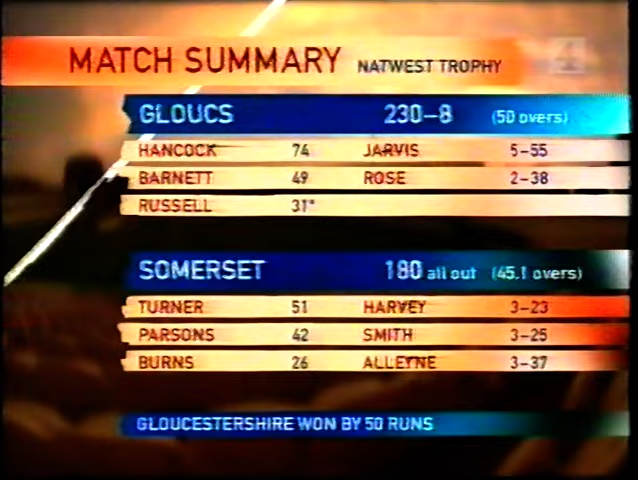 MATCH SUMMARY NATWEST TROPHY
4
GLOUCS 230-8 (50 overs)
HANCOCK 74 JARVIS 5-55
BARNETT 49 ROSE 2-38
RUSSELL 31*
SOMERSET 180 all out (45.1 overs)
TURNER 51 HARVEY 3-23
PARSONS 42 SMITH 3-25
BURNS 26 ALLEYNE 3-37
GLOUCESTERSHIRE WON BY 50 RUNS